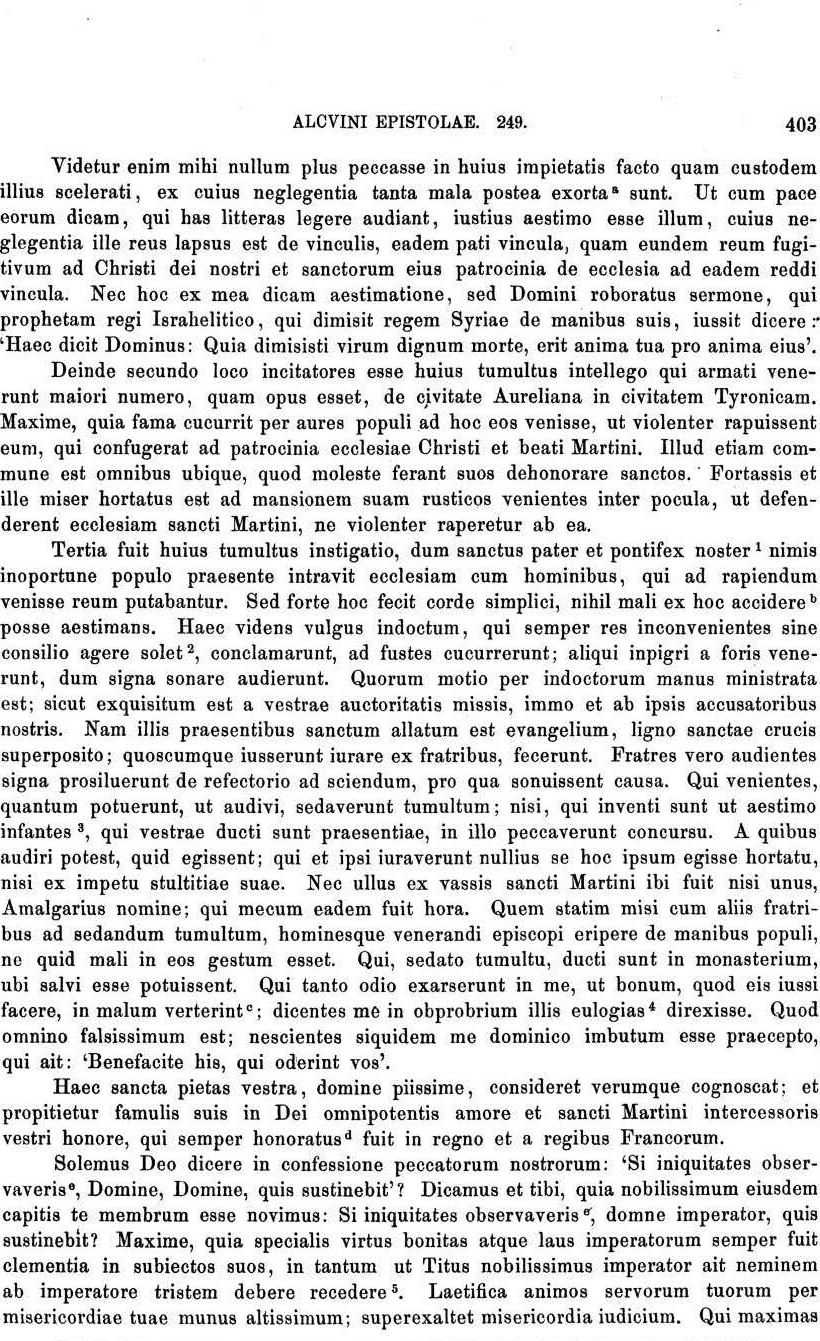 ALCVINI EPISTOLAE. 249. 403
Videtur enim mihi nullum plus peccasse in huius impietatis facto quam custodem
illius scelerati, ex cuius neglegentia tanta mala postea exortaᵃ sunt. Ut cum pace
eorum dicam, qui has litteras legere audiant, iustius aestimo esse illum, cuius ne-
glegentia ille reus lapsus est de vinculis, eadem pati vincula, quam eundem reum fugi-
tivum ad Christi dei nostri et sanctorum eius patrocinia de ecclesia ad eadem reddi
vincula. Nec hoc ex mea dicam aestimatione, sed Domini roboratus sermone, qui
prophetam regi Israhelitico, qui dimisit regem Syriae de manibus suis, iussit dicere:
‘Haec dicit Dominus: Quia dimisisti virum dignum morte, erit anima tua pro anima eius’.
Deinde secundo loco incitatores esse huius tumultus intellego qui armati vene-
runt maiori numero, quam opus esset, de civitate Aureliana in civitatem Tyronicam.
Maxime, quia fama cucurrit per aures populi ad hoc eos venisse, ut violenter rapuissent
eum, qui confugerat ad patrocinia ecclesiae Christi et beati Martini. Illud etiam com-
mune est omnibus ubique, quod moleste ferant suos dehonorare sanctos. Fortassis et
ille miser hortatus est ad mansionem suam rusticos venientes inter pocula, ut defen-
derent ecclesiam sancti Martini, ne violenter raperetur ab ea.
Tertia fuit huius tumultus instigatio, dum sanctus pater et pontifex noster¹ nimis
inoportune populo praesente intravit ecclesiam cum hominibus, qui ad rapiendum
venisse reum putabantur. Sed forte hoc fecit corde simplici, nihil mali ex hoc accidereᵇ
posse aestimans. Haec videns vulgus indoctum, qui semper res inconvenientes sine
consilio agere solet², conclamarunt, ad fustes cucurrerunt; aliqui inpigri a foris vene-
runt, dum signa sonare audierunt. Quorum motio per indoctorum manus ministrata
est; sicut exquisitum est a vestrae auctoritatis missis, immo et ab ipsis accusatoribus
nostris. Nam illis praesentibus sanctum allatum est evangelium, ligno sanctae crucis
superposito; quoscumque iusserunt iurare ex fratribus, fecerunt. Fratres vero audientes
signa prosiluerunt de refectorio ad sciendum, pro qua sonuissent causa. Qui venientes,
quantum potuerunt, ut audivi, sedaverunt tumultum; nisi, qui inventi sunt ut aestimo
infantes³, qui vestrae ducti sunt praesentiae, in illo peccaverunt concursu. A quibus
audiri potest, quid egissent; qui et ipsi iuraverunt nullius se hoc ipsum egisse hortatu,
nisi ex impetu stultitiae suae. Nec ullus ex vassis sancti Martini ibi fuit nisi unus,
Amalgarius nomine; qui mecum eadem fuit hora. Quem statim misi cum aliis fratri-
bus ad sedandum tumultum, hominesque venerandi episcopi eripere de manibus populi,
ne quid mali in eos gestum esset. Qui, sedato tumultu, ducti sunt in monasterium,
ubi salvi esse potuissent. Qui tanto odio exarserunt in me, ut bonum, quod eis iussi
facere, in malum verterintᶜ; dicentes me in obprobrium illis eulogias⁴ direxisse. Quod
omnino falsissimum est; nescientes siquidem me dominico imbutum esse praecepto,
qui ait: ‘Benefacite his, qui oderint vos’.
Haec sancta pietas vestra, domine piissime, consideret verumque cognoscat; et
propitietur famulis suis in Dei omnipotentis amore et sancti Martini intercessoris
vestri honore, qui semper honoratusᵈ fuit in regno et a regibus Francorum.
Solemus Deo dicere in confessione peccatorum nostrorum: ‘Si iniquitates obser-
vaverisᵉ, Domine, Domine, quis sustinebit’? Dicamus et tibi, quia nobilissimum eiusdem
capitis te membrum esse novimus: Si iniquitates observaverisᵉ, domne imperator, quis
sustinebit? Maxime, quia specialis virtus bonitas atque laus imperatorum semper fuit
clementia in subiectos suos, in tantum ut Titus nobilissimus imperator ait neminem
ab imperatore tristem debere recedere⁵. Laetifica animos servorum tuorum per
misericordiae tuae munus altissimum; superexaltet misericordia iudicium. Qui maximas